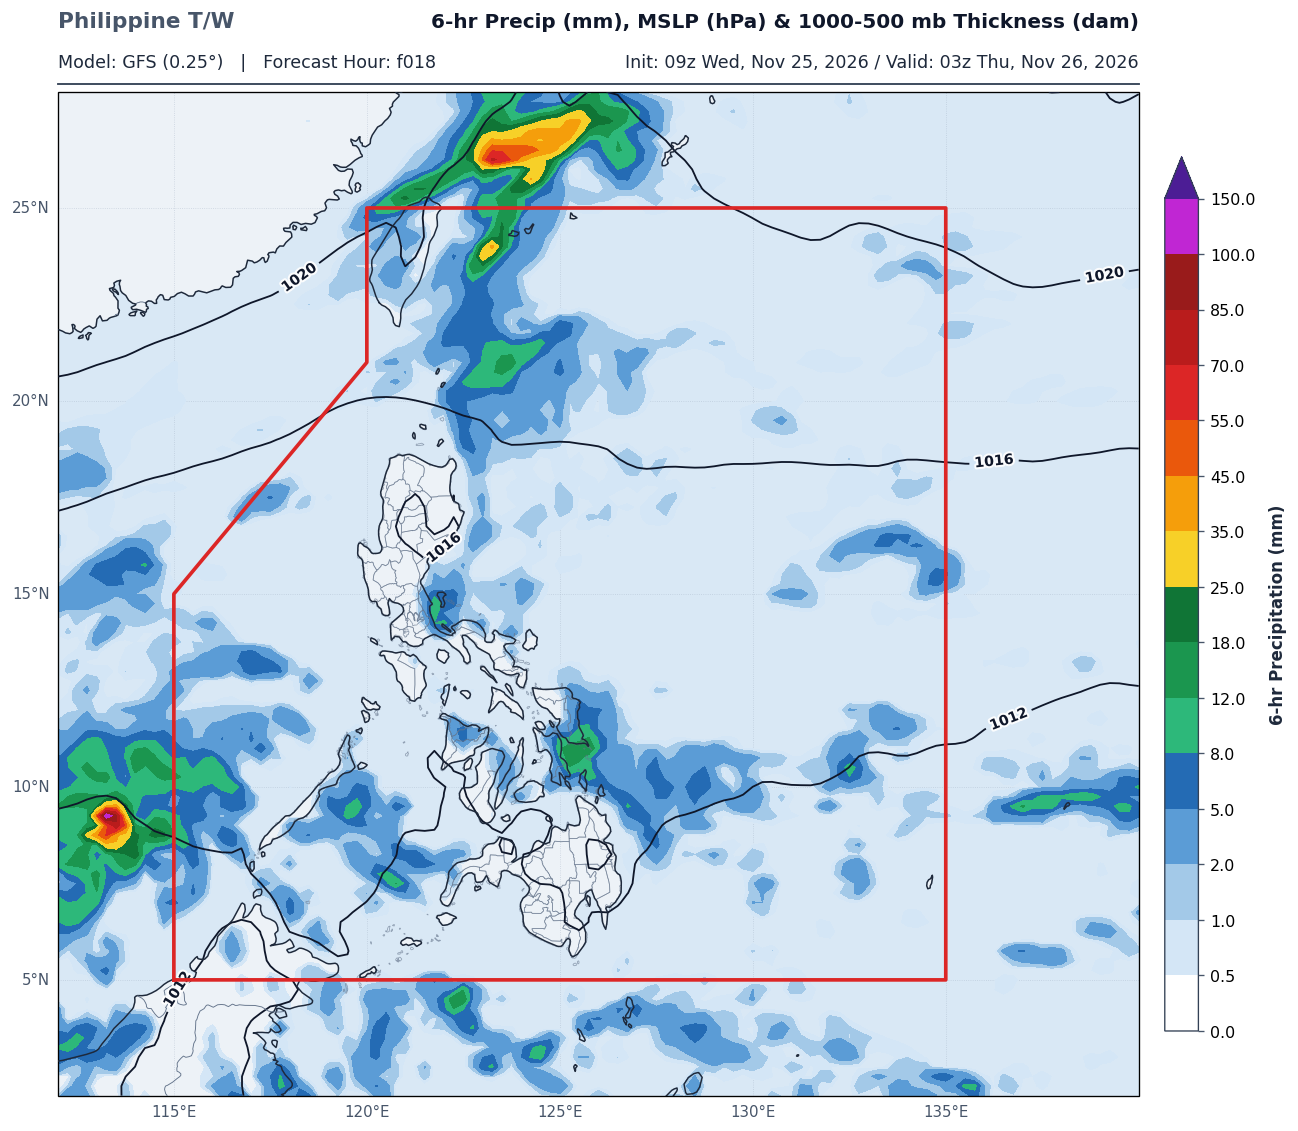 Philippine T/W
6-hr Precip (mm), MSLP (hPa) & 1000-500 mb Thickness (dam)
Model: GFS (0.25°) | Forecast Hour: f018
Init: 09z Wed, Nov 25, 2026 / Valid: 03z Thu, Nov 26, 2026
25°N
20°N
15°N
10°N
5°N
115°E
120°E
125°E
130°E
135°E
1020
1020
1016
1016
1012
1012
150.0
100.0
85.0
70.0
55.0
45.0
35.0
25.0
18.0
12.0
8.0
5.0
2.0
1.0
0.5
0.0
6-hr Precipitation (mm)